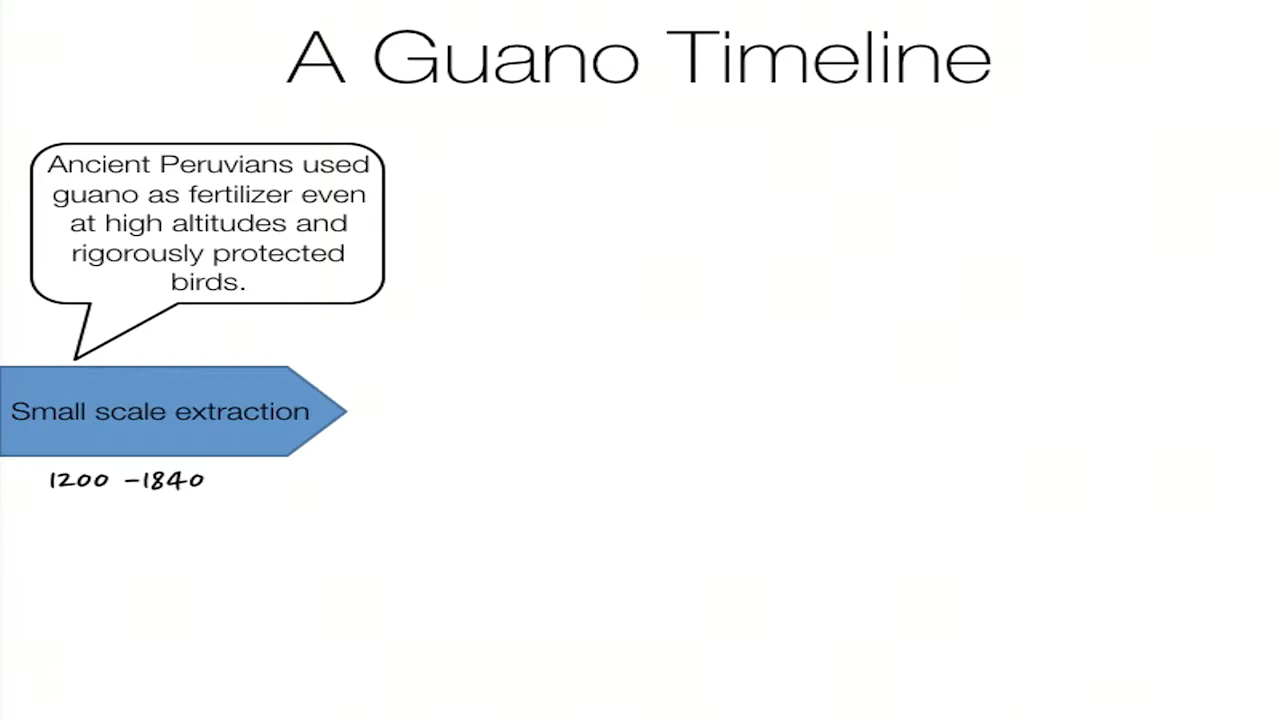 A Guano Timeline
Ancient Peruvians used
guano as fertilizer even
at high altitudes and
rigorously protected
birds.
Small scale extraction
1200 -1840